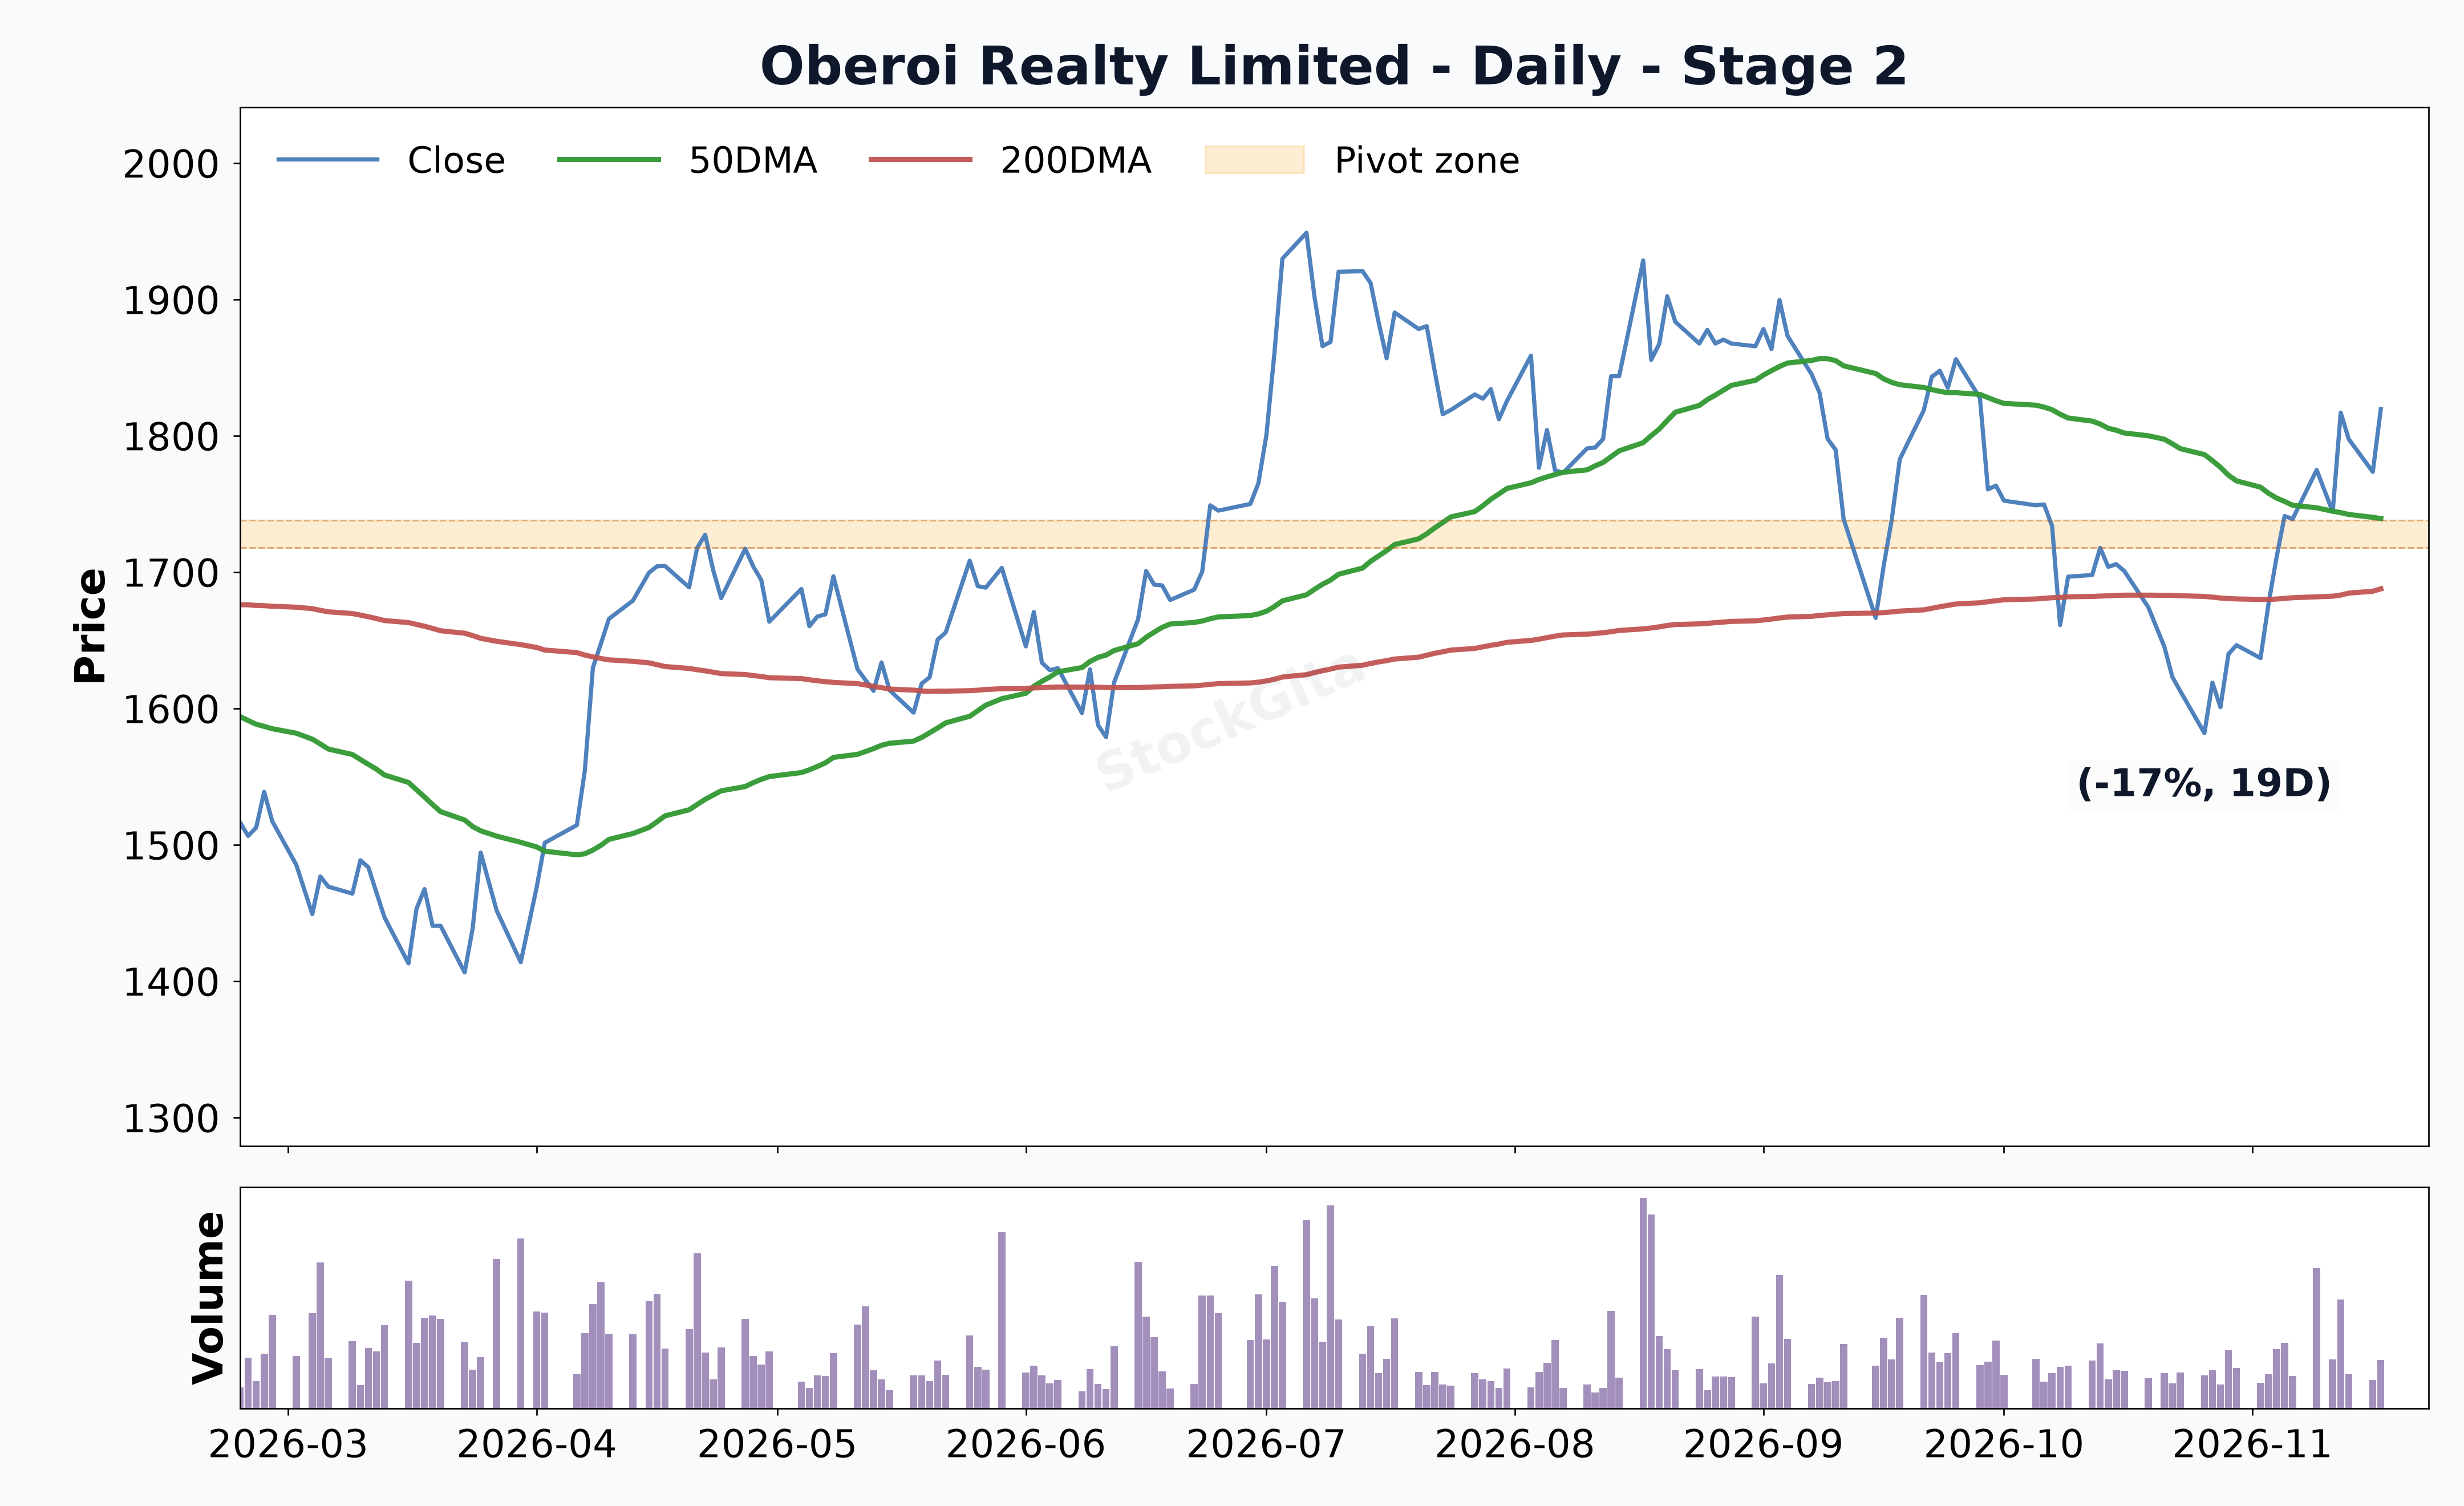 Oberoi Realty Limited - Daily - Stage 2
Close 50DMA 200DMA Pivot zone
Price
2000
1900
1800
1700
1600
1500
1400
1300
StockGita
(-17%, 19D)
Volume
2026-03 2026-04 2026-05 2026-06 2026-07 2026-08 2026-09 2026-10 2026-11